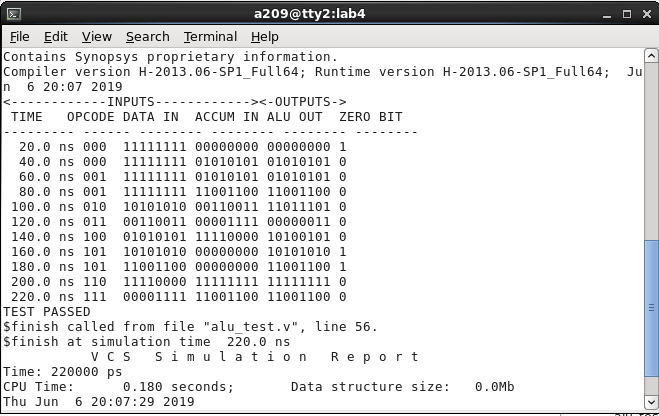 a209@tty2:lab4
File Edit View Search Terminal Help
Contains Synopsys proprietary information.
Compiler version H-2013.06-SP1_Full64; Runtime version H-2013.06-SP1_Full64;  Ju
n  6 20:07 2019
<------------INPUTS------------><-OUTPUTS->
 TIME   OPCODE DATA IN  ACCUM IN ALU OUT  ZERO BIT
--------- ------ -------- -------- -------- --------
  20.0 ns 000  11111111 00000000 00000000 1
  40.0 ns 000  11111111 01010101 01010101 0
  60.0 ns 001  11111111 01010101 01010101 0
  80.0 ns 001  11111111 11001100 11001100 0
 100.0 ns 010  10101010 00110011 11011101 0
 120.0 ns 011  00110011 00001111 00000011 0
 140.0 ns 100  01010101 11110000 10100101 0
 160.0 ns 101  10101010 00000000 10101010 1
 180.0 ns 101  11001100 00000000 11001100 1
 200.0 ns 110  11110000 11111111 11111111 0
 220.0 ns 111  00001111 11001100 11001100 0
TEST PASSED
$finish called from file "alu_test.v", line 56.
$finish at simulation time  220.0 ns
           V C S   S i m u l a t i o n   R e p o r t
Time: 220000 ps
CPU Time:      0.180 seconds;       Data structure size:   0.0Mb
Thu Jun  6 20:07:29 2019